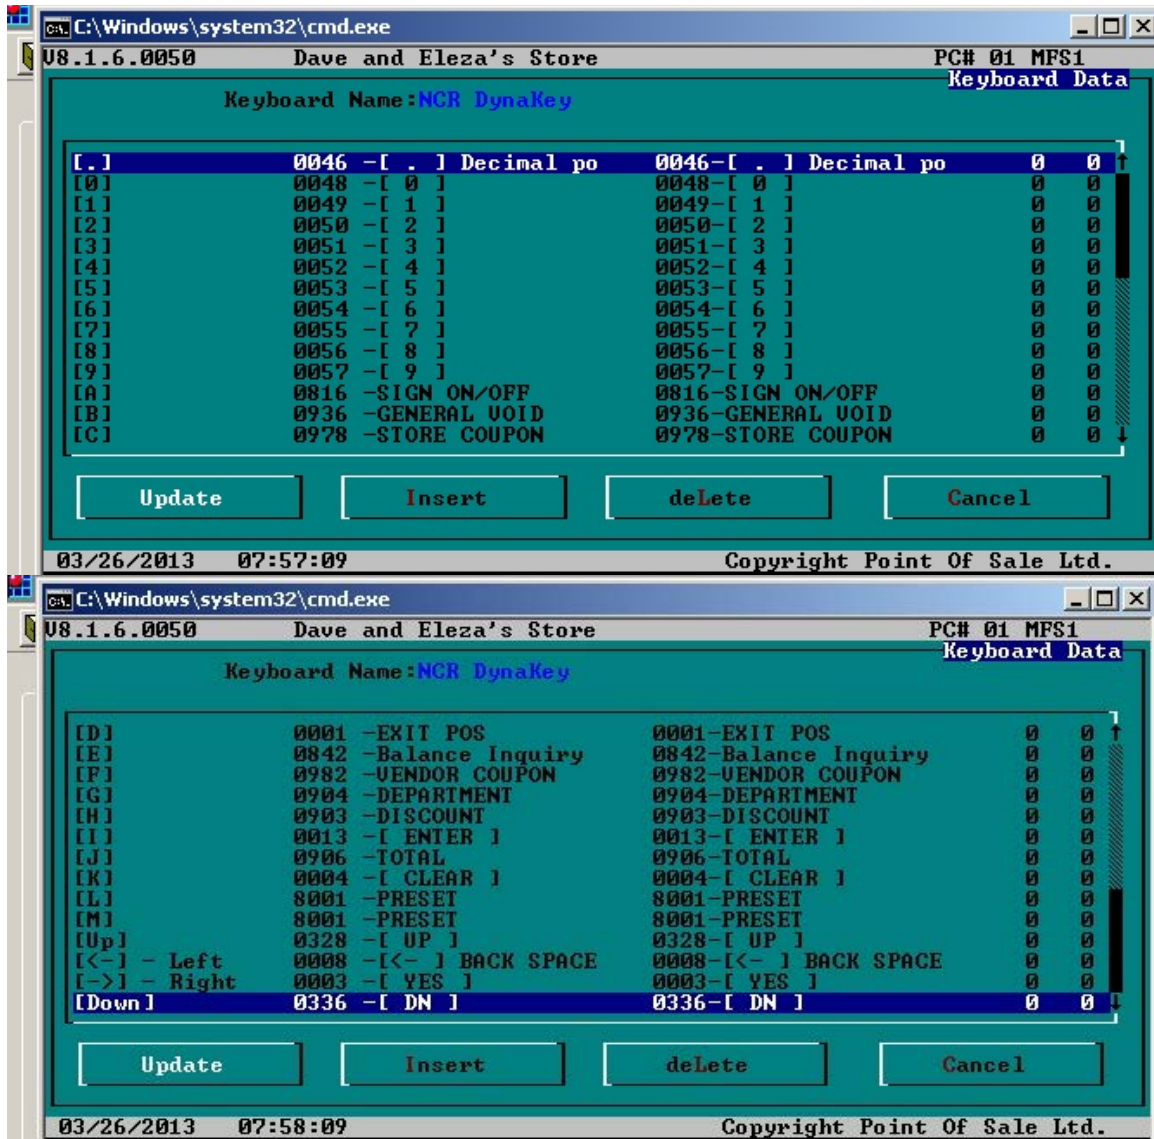 C:\Windows\system32\cmd.exe
V8.1.6.0050 Dave and Eleza's Store PC# 01 MFS1
Keyboard Data
Keyboard Name:NCR DynaKey
[.] 0046 -[ . ] Decimal po 0046-[ . ] Decimal po 0 0
[0] 0048 -[ 0 ] 0048-[ 0 ] 0 0
[1] 0049 -[ 1 ] 0049-[ 1 ] 0 0
[2] 0050 -[ 2 ] 0050-[ 2 ] 0 0
[3] 0051 -[ 3 ] 0051-[ 3 ] 0 0
[4] 0052 -[ 4 ] 0052-[ 4 ] 0 0
[5] 0053 -[ 5 ] 0053-[ 5 ] 0 0
[6] 0054 -[ 6 ] 0054-[ 6 ] 0 0
[7] 0055 -[ 7 ] 0055-[ 7 ] 0 0
[8] 0056 -[ 8 ] 0056-[ 8 ] 0 0
[9] 0057 -[ 9 ] 0057-[ 9 ] 0 0
[A] 0816 -SIGN ON/OFF 0816-SIGN ON/OFF 0 0
[B] 0936 -GENERAL VOID 0936-GENERAL VOID 0 0
[C] 0978 -STORE COUPON 0978-STORE COUPON 0 0
Update Insert deLete Cancel
03/26/2013 07:57:09 Copyright Point Of Sale Ltd.
C:\Windows\system32\cmd.exe
V8.1.6.0050 Dave and Eleza's Store PC# 01 MFS1
Keyboard Data
Keyboard Name:NCR DynaKey
[D] 0001 -EXIT POS 0001-EXIT POS 0 0
[E] 0842 -Balance Inquiry 0842-Balance Inquiry 0 0
[F] 0982 -VENDOR COUPON 0982-VENDOR COUPON 0 0
[G] 0904 -DEPARTMENT 0904-DEPARTMENT 0 0
[H] 0903 -DISCOUNT 0903-DISCOUNT 0 0
[I] 0013 -[ ENTER ] 0013-[ ENTER ] 0 0
[J] 0906 -TOTAL 0906-TOTAL 0 0
[K] 0004 -[ CLEAR ] 0004-[ CLEAR ] 0 0
[L] 8001 -PRESET 8001-PRESET 0 0
[M] 8001 -PRESET 8001-PRESET 0 0
[Up] 0328 -[ UP ] 0328-[ UP ] 0 0
[<-] - Left 0008 -[<- ] BACK SPACE 0008-[<- ] BACK SPACE 0 0
[->] - Right 0003 -[ YES ] 0003-[ YES ] 0 0
[Down] 0336 -[ DN ] 0336-[ DN ] 0 0
Update Insert deLete Cancel
03/26/2013 07:58:09 Copyright Point Of Sale Ltd.